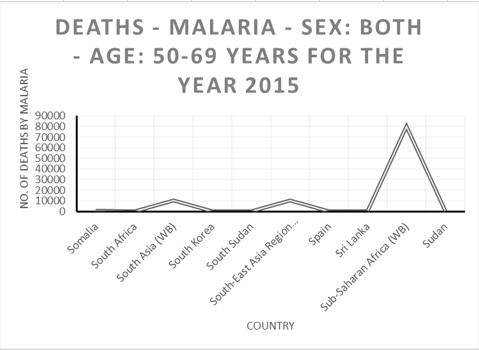 DEATHS - MALARIA - SEX: BOTH
- AGE: 50-69 YEARS FOR THE
YEAR 2015
NO. OF DEATHS BY MALARIA
90000
80000
70000
60000
50000
40000
30000
20000
10000
0
Somalia
South Africa
South Asia (WB)
South Korea
South Sudan
South-East Asia Region...
Spain
Sri Lanka
Sub-Saharan Africa (WB)
Sudan
COUNTRY